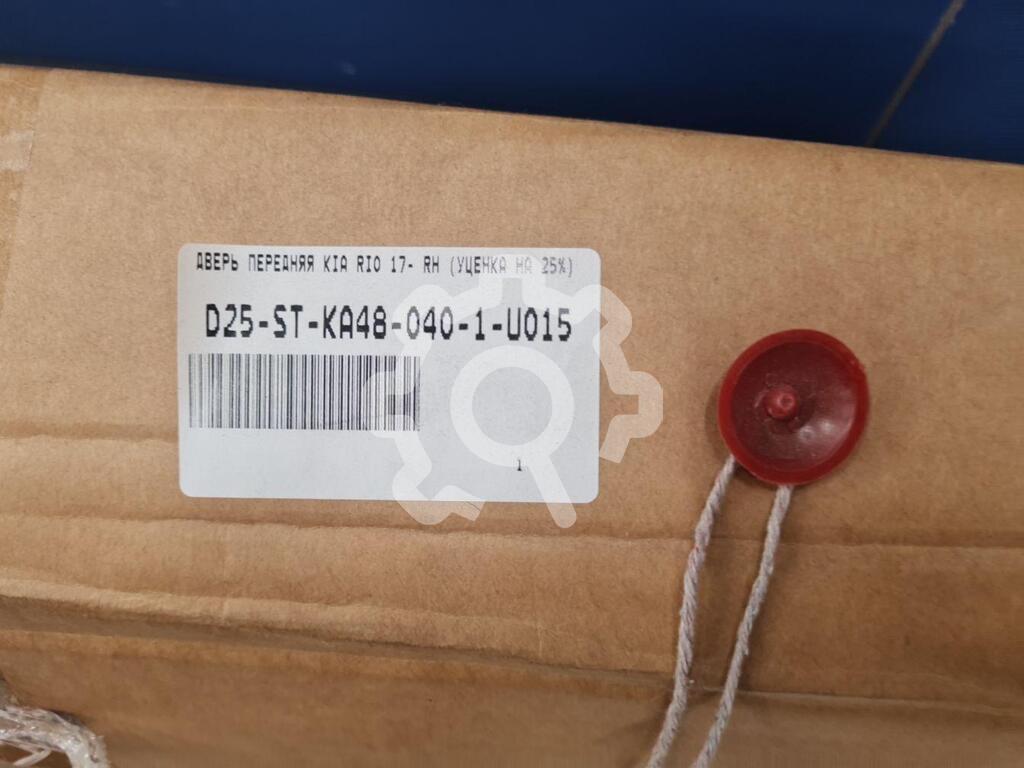 ДВЕРЬ ПЕРЕДНЯЯ KIA RIO 17- RH (УЦЕНКА НА 25%)
D25-ST-KA48-040-1-U015
1